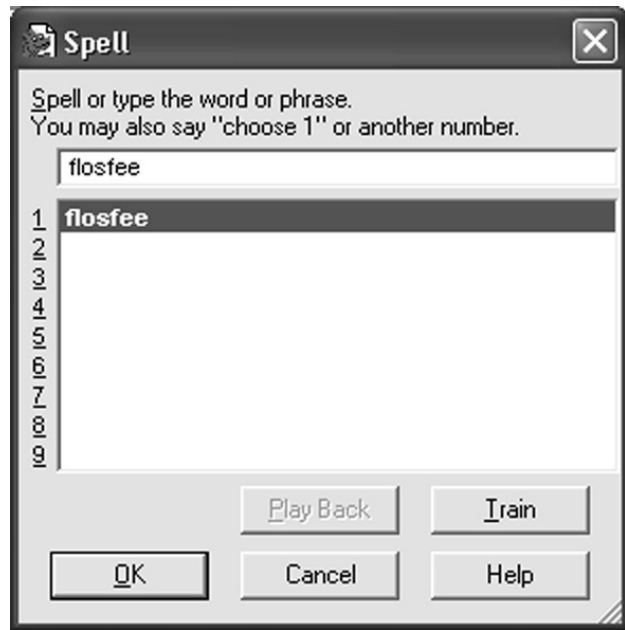 Spell
Spell or type the word or phrase.
You may also say "choose 1" or another number.
flosfee
1 flosfee
2
3
4
5
6
7
8
9
Play Back Train
OK Cancel Help